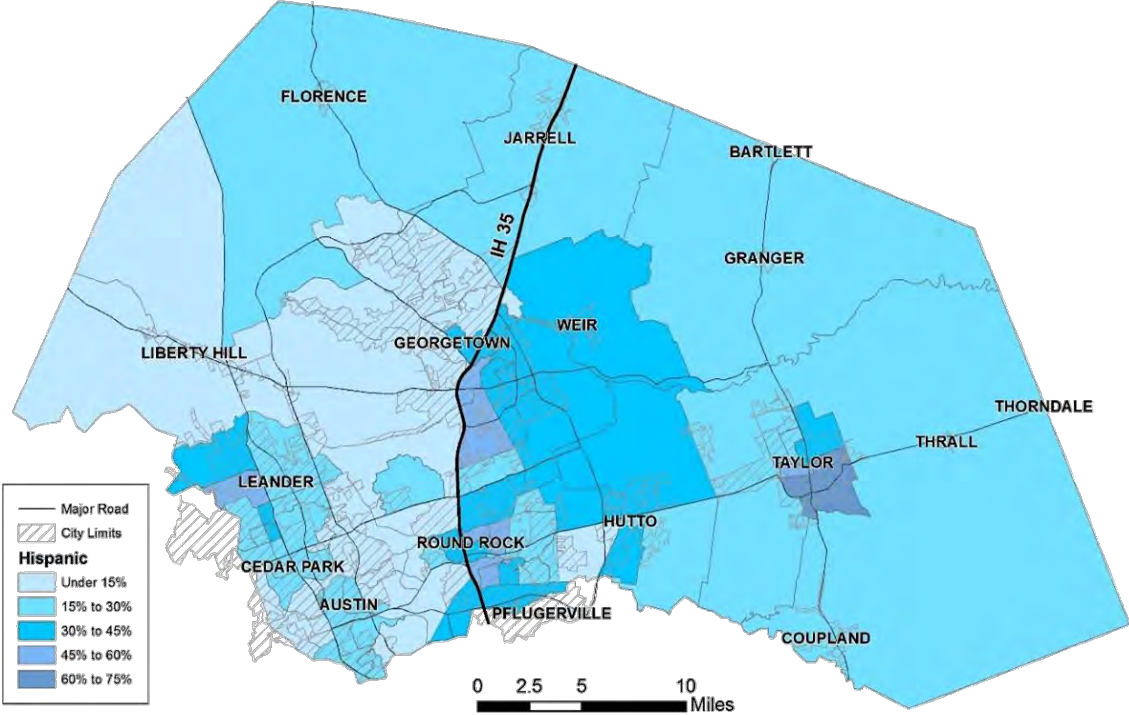 FLORENCE
JARRELL
BARTLETT
IH 35
GRANGER
WEIR
GEORGETOWN
LIBERTY HILL
THORNDALE
THRALL
TAYLOR
LEANDER
HUTTO
ROUND ROCK
CEDAR PARK
AUSTIN
PFLUGERVILLE
COUPLAND
Major Road
City Limits
Hispanic
Under 15%
15% to 30%
30% to 45%
45% to 60%
60% to 75%
0 2.5 5 10
Miles